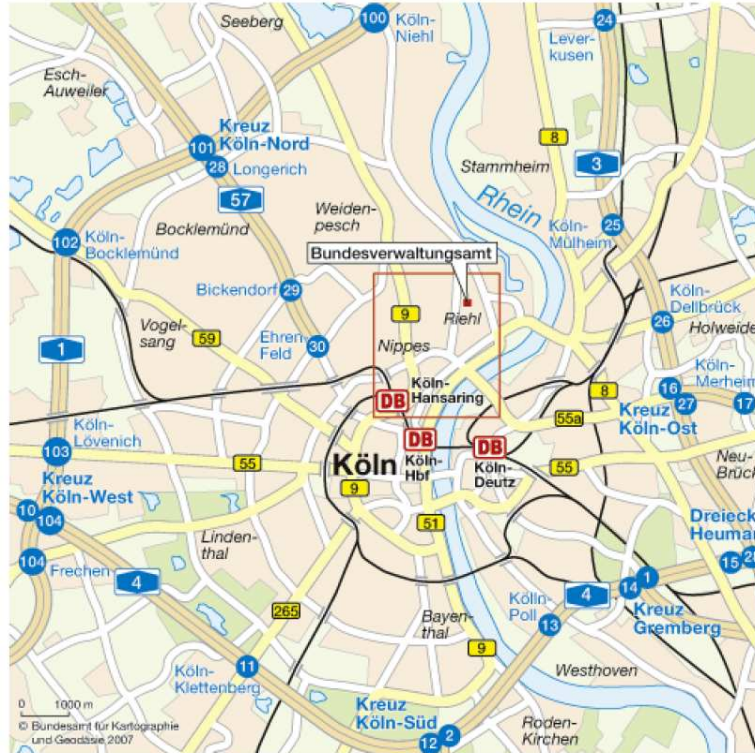 Seeberg
100
Köln-
Niehl
24
Lever-
kusen
Esch-
Auweiler
Kreuz
Köln-Nord
101
28
Longerich
57
8
3
Stammheim
Rhein
Weiden-
pesch
Bocklemünd
25
Köln-
Mülheim
102
Köln-
Bocklemünd
Bundesverwaltungsamt
Bickendorf
29
Köln-
Dellbrück
26
Holweide
Vogel-
sang
59
Ehren-
Feld
30
9
Riehl
Nippes
1
Köln-
Merheim
16
27
17
Kreuz
Köln-Ost
8
55a
DB
Köln-
Hansaring
Köln-
Lövenich
103
55
Köln
DB
Köln-
Hbf
DB
Köln-
Deutz
55
Neu-
Brück
Kreuz
Köln-West
10
104
9
51
Linden-
thal
Dreieck
Heumar
15
104
Frechen
4
265
Bayen-
thal
Köln-
Poll
13
4
14
1
Kreuz
Gremberg
9
Westhoven
11
Köln-
Klettenberg
Kreuz
Köln-Süd
12
2
Roden-
Kirchen
0 1000 m
© Bundesamt für Kartographie
und Geodäsie 2007